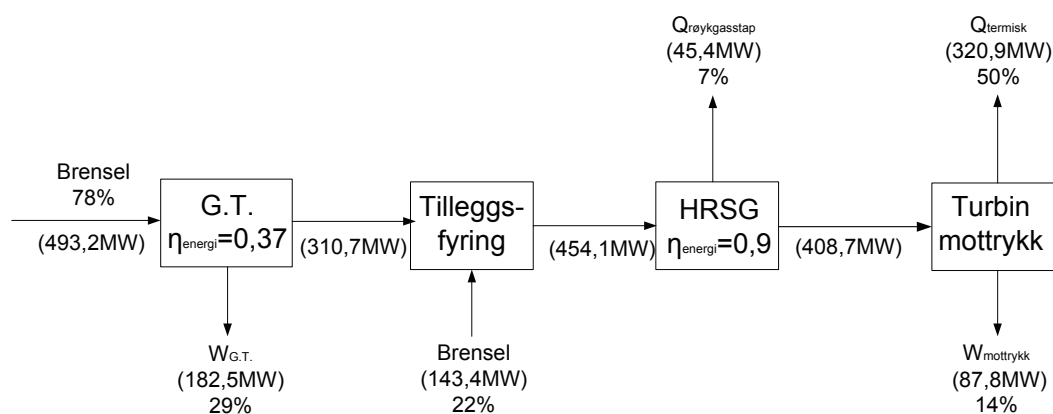 Qrøykgasstap
(45,4MW)
7%
Qtermisk
(320,9MW)
50%
Brensel
78%
(493,2MW)
G.T.
ηenergi=0,37
(310,7MW)
Tilleggs-
fyring
(454,1MW)
HRSG
ηenergi=0,9
(408,7MW)
Turbin
mottrykk
WG.T.
(182,5MW)
29%
Brensel
(143,4MW)
22%
Wmottrykk
(87,8MW)
14%